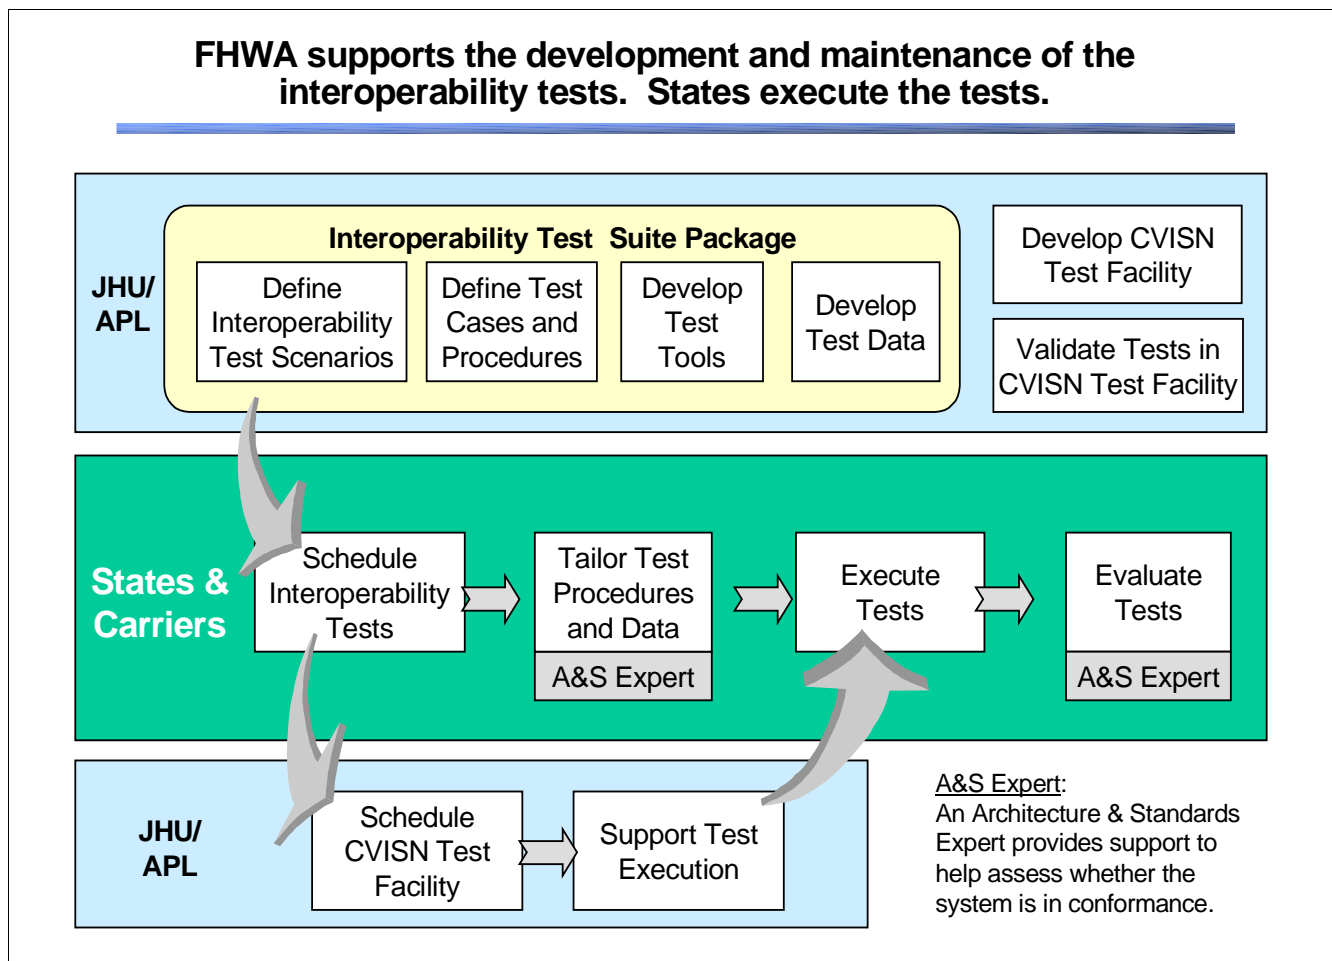 FHWA supports the development and maintenance of the
interoperability tests.  States execute the tests.
JHU/
APL
Interoperability Test  Suite Package
Define
Interoperability
Test Scenarios
Define Test
Cases and
Procedures
Develop
Test
Tools
Develop
Test Data
Develop CVISN
Test Facility
Validate Tests in
CVISN Test Facility
States &
Carriers
Schedule
Interoperability
Tests
Tailor Test
Procedures
and Data
A&S Expert
Execute
Tests
Evaluate
Tests
A&S Expert
JHU/
APL
Schedule
CVISN Test
Facility
Support Test
Execution
A&S Expert:
An Architecture & Standards
Expert provides support to
help assess whether the
system is in conformance.